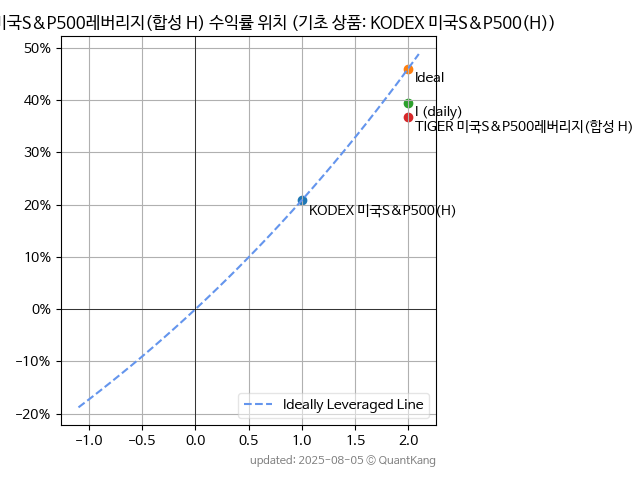 미국S&P500레버리지(합성 H) 수익률 위치 (기초 상품: KODEX 미국S&P500(H))
50%
40%
30%
20%
10%
0%
−10%
−20%
Ideal
I (daily)
TIGER 미국S&P500레버리지(합성 H)
KODEX 미국S&P500(H)
Ideally Leveraged Line
−1.0 −0.5 0.0 0.5 1.0 1.5 2.0
updated: 2025-08-05 © QuantKang